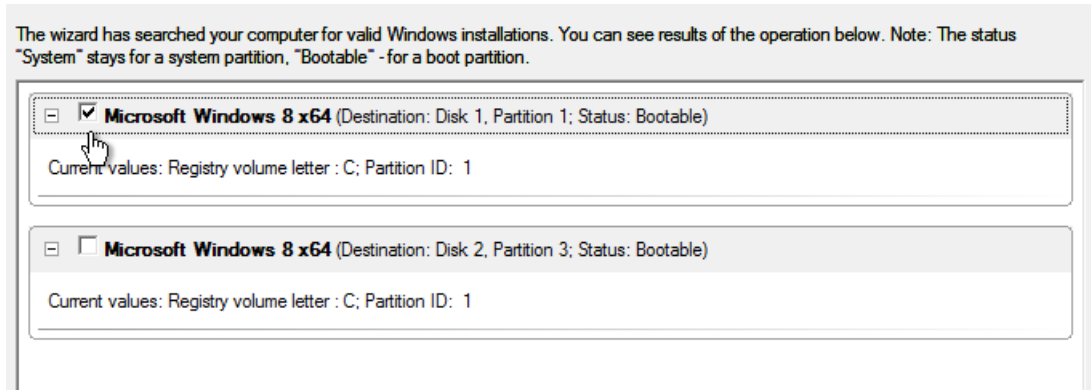 The wizard has searched your computer for valid Windows installations. You can see results of the operation below. Note: The status
"System" stays for a system partition, "Bootable" - for a boot partition.
Microsoft Windows 8 x64 (Destination: Disk 1, Partition 1; Status: Bootable)
Current values: Registry volume letter : C; Partition ID: 1
Microsoft Windows 8 x64 (Destination: Disk 2, Partition 3; Status: Bootable)
Current values: Registry volume letter : C; Partition ID: 1